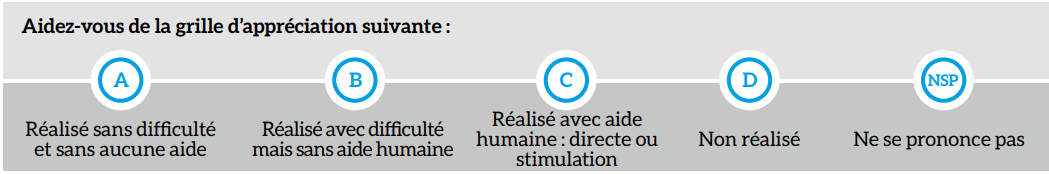 Aidez-vous de la grille d’appréciation suivante :
A
B
C
D
NSP
Réalisé sans difficulté
et sans aucune aide
Réalisé avec difficulté
mais sans aide humaine
Réalisé avec aide
humaine : directe ou
stimulation
Non réalisé
Ne se prononce pas